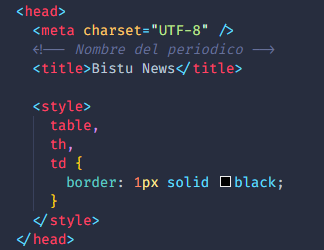 <head>
<meta charset="UTF-8" />
<!-- Nombre del periodico -->
<title>Bistu News</title>
<style>
table,
th,
td {
border: 1px solid black;
}
</style>
</head>